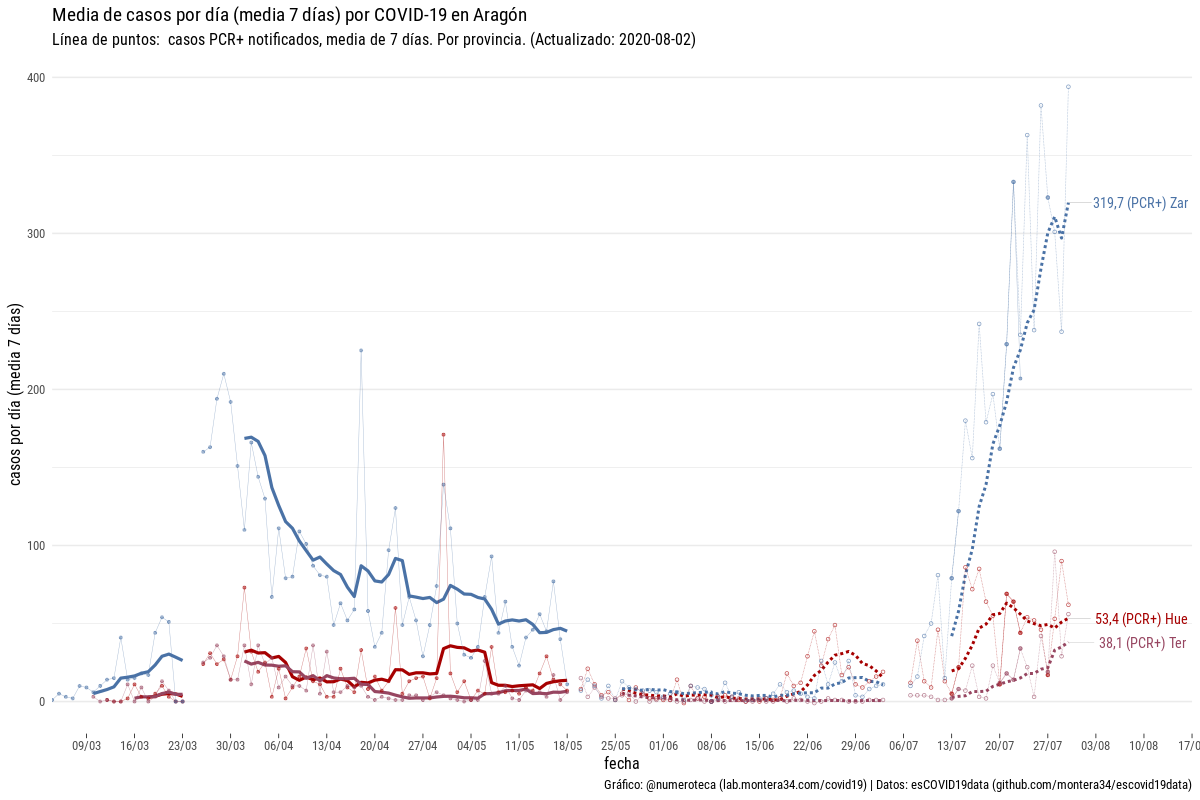 Media de casos por día (media 7 días) por COVID-19 en Aragón
Línea de puntos:  casos PCR+ notificados, media de 7 días. Por provincia. (Actualizado: 2020-08-02)
casos por día (media 7 días)
400
300
200
100
0
319,7 (PCR+) Zar
53,4 (PCR+) Hue
38,1 (PCR+) Ter
09/03 16/03 23/03 30/03 06/04 13/04 20/04 27/04 04/05 11/05 18/05 25/05 01/06 08/06 15/06 22/06 29/06 06/07 13/07 20/07 27/07 03/08 10/08 17/0
fecha
Gráfico: @numeroteca (lab.montera34.com/covid19) | Datos: esCOVID19data (github.com/montera34/escovid19data)